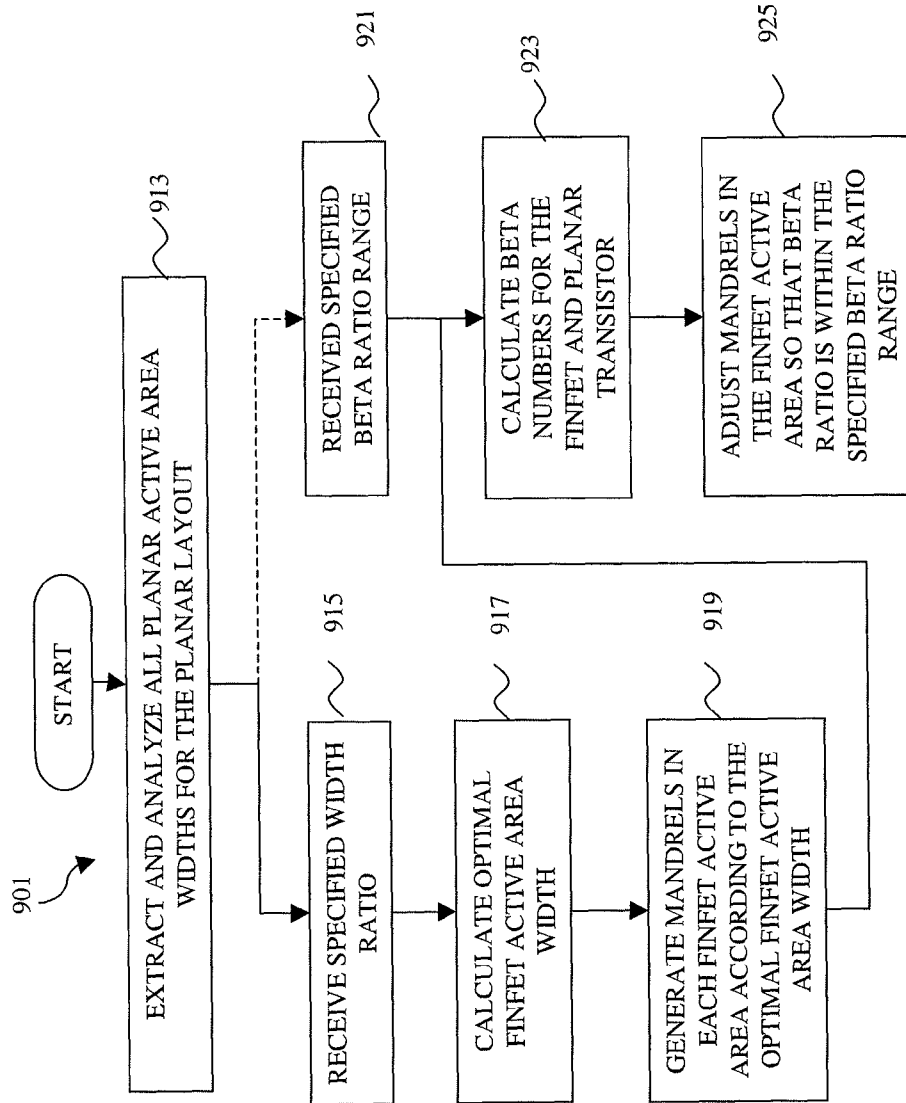 901
START
EXTRACT AND ANALYZE ALL PLANAR ACTIVE AREA
WIDTHS FOR THE PLANAR LAYOUT
913
RECEIVE SPECIFIED WIDTH
RATIO
915
CALCULATE OPTIMAL
FINFET ACTIVE AREA
WIDTH
917
GENERATE MANDRELS IN
EACH FINFET ACTIVE
AREA ACCORDING TO THE
OPTIMAL FINFET ACTIVE
AREA WIDTH
919
RECEIVED SPECIFIED
BETA RATIO RANGE
921
CALCULATE BETA
NUMBERS FOR THE
FINFET AND PLANAR
TRANSISTOR
923
ADJUST MANDRELS IN
THE FINFET ACTIVE
AREA SO THAT BETA
RATIO IS WITHIN THE
SPECIFIED BETA RATIO
RANGE
925